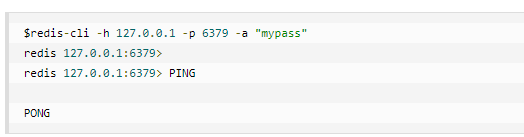 $redis-cli -h 127.0.0.1 -p 6379 -a "mypass"
redis 127.0.0.1:6379>
redis 127.0.0.1:6379> PING
PONG